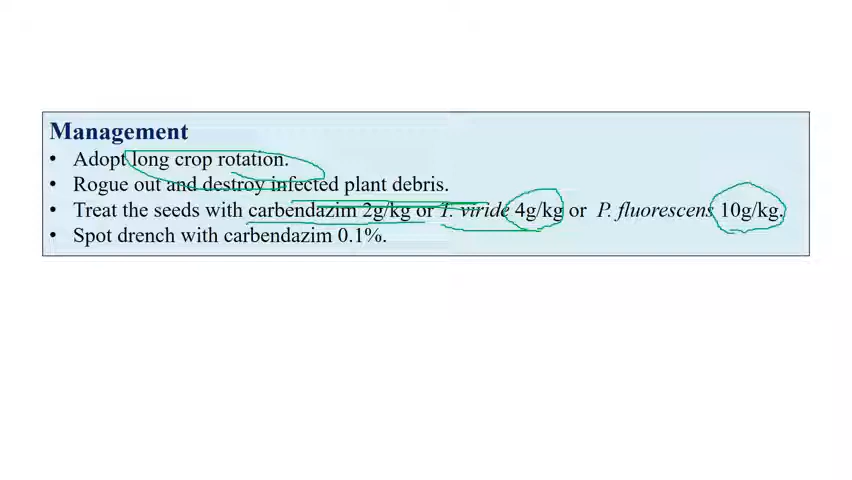 Management
• Adopt long crop rotation.
• Rogue out and destroy infected plant debris.
• Treat the seeds with carbendazim 2g/kg or T. viride 4g/kg or P. fluorescens 10g/kg.
• Spot drench with carbendazim 0.1%.